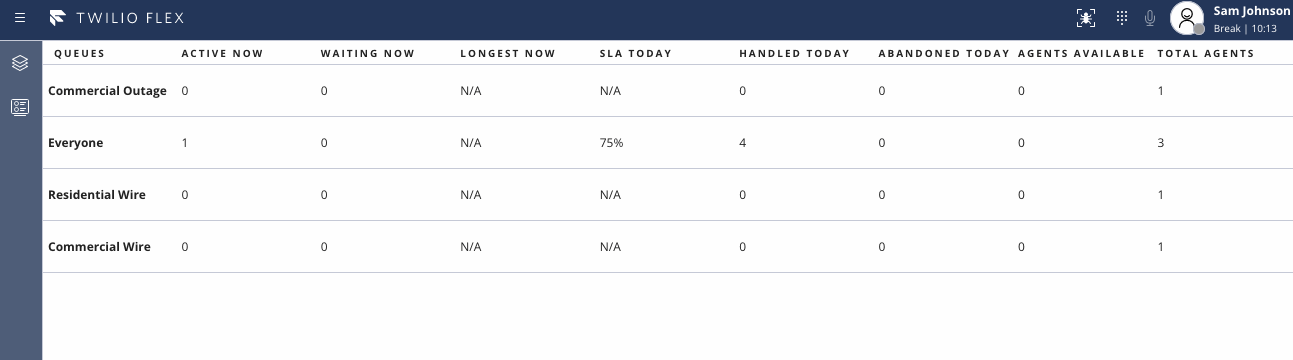 TWILIO FLEX
Sam Johnson
Break | 10:13
QUEUES ACTIVE NOW WAITING NOW LONGEST NOW SLA TODAY HANDLED TODAY ABANDONED TODAY AGENTS AVAILABLE TOTAL AGENTS
Commercial Outage 0 0 N/A N/A 0 0 0 1
Everyone 1 0 N/A 75% 4 0 0 3
Residential Wire 0 0 N/A N/A 0 0 0 1
Commercial Wire 0 0 N/A N/A 0 0 0 1